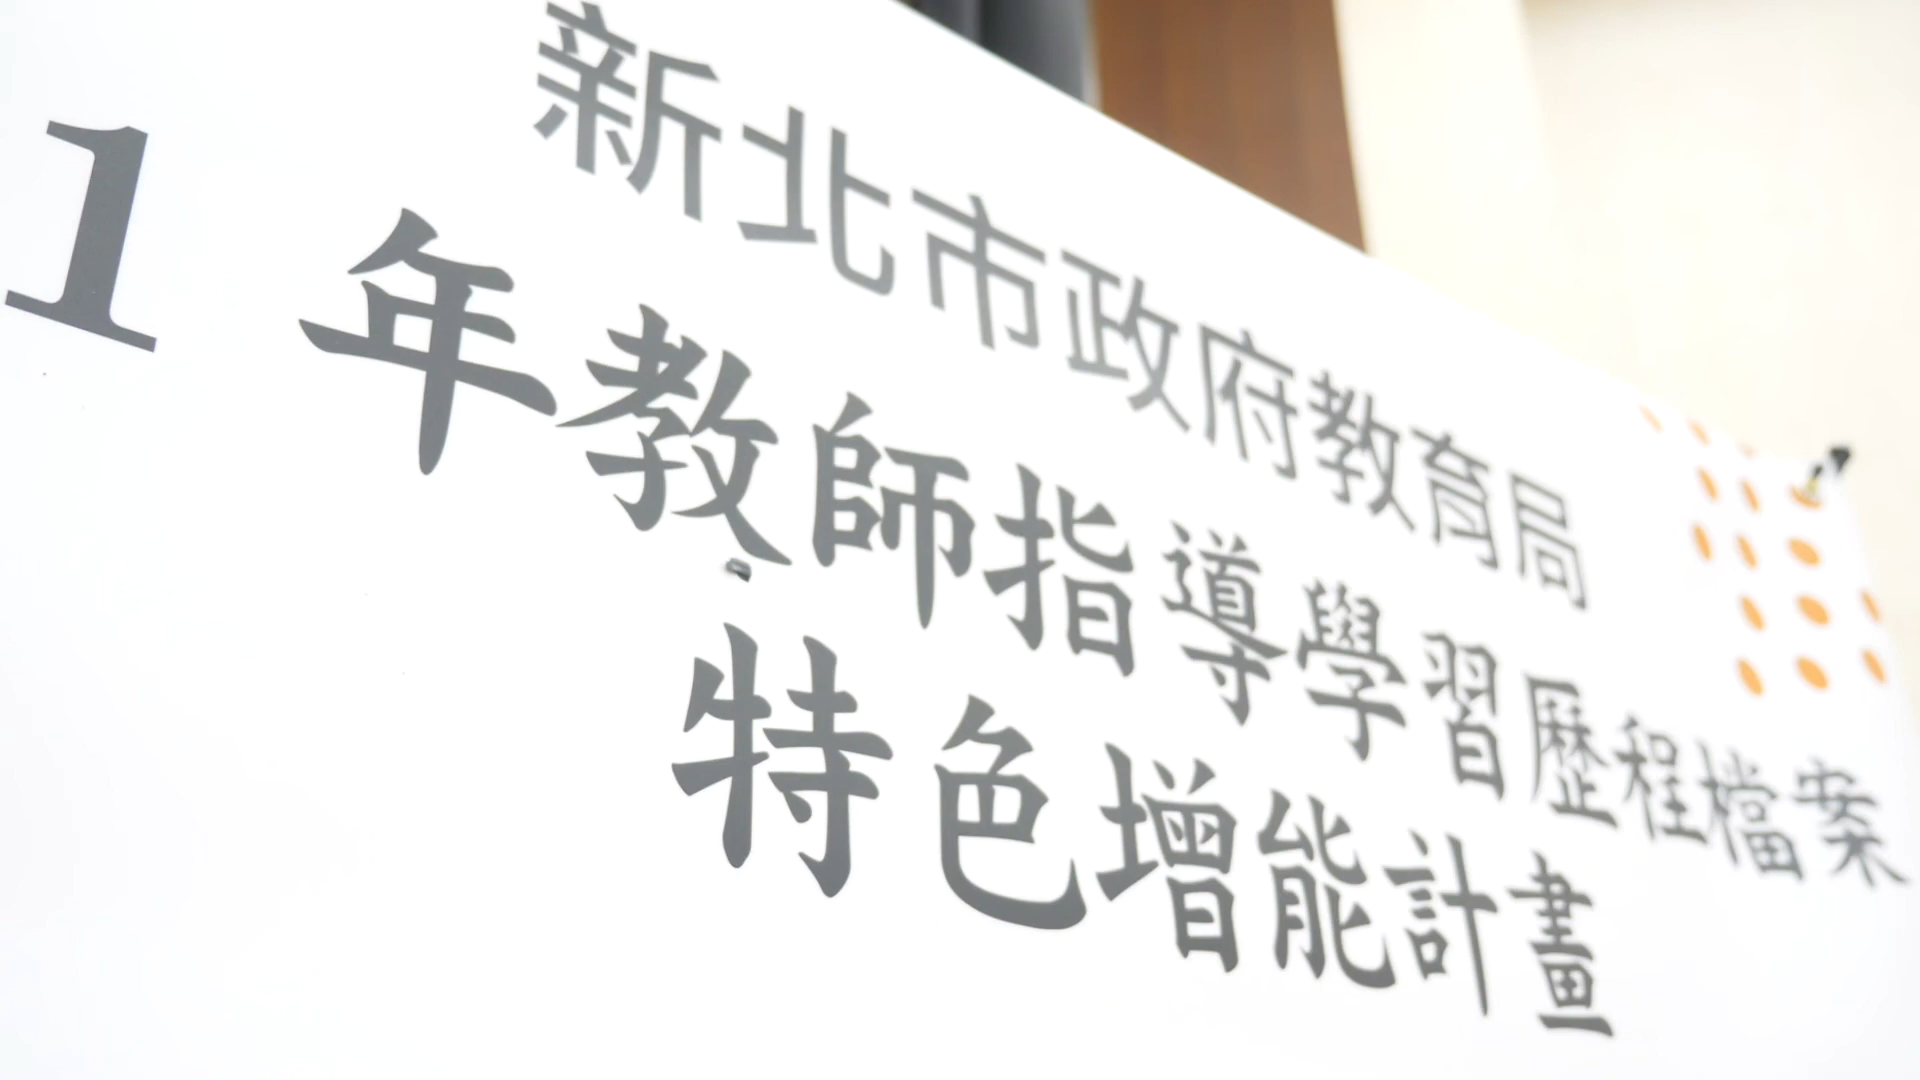 新北市政府教育局
1年教師指導學習歷程檔案
特色增能計畫